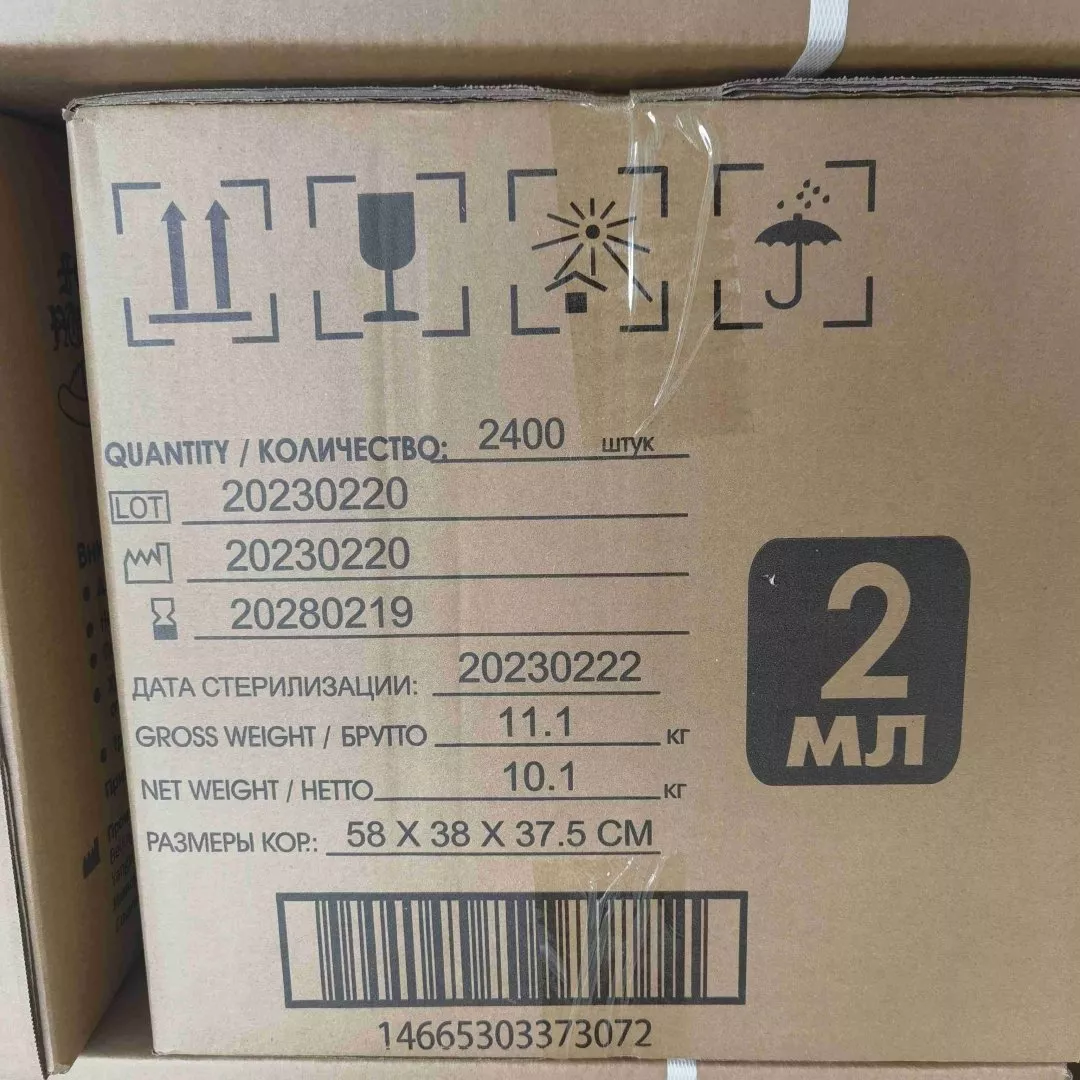 QUANTITY / КОЛИЧЕСТВО: 2400 штук
LOT 20230220
20230220
20280219
ДАТА СТЕРИЛИЗАЦИИ: 20230222
GROSS WEIGHT / БРУТТО 11.1 кг
NET WEIGHT / НЕТТО 10.1 кг
РАЗМЕРЫ КОР.: 58 X 38 X 37.5 CM
2
МЛ
14665303373072